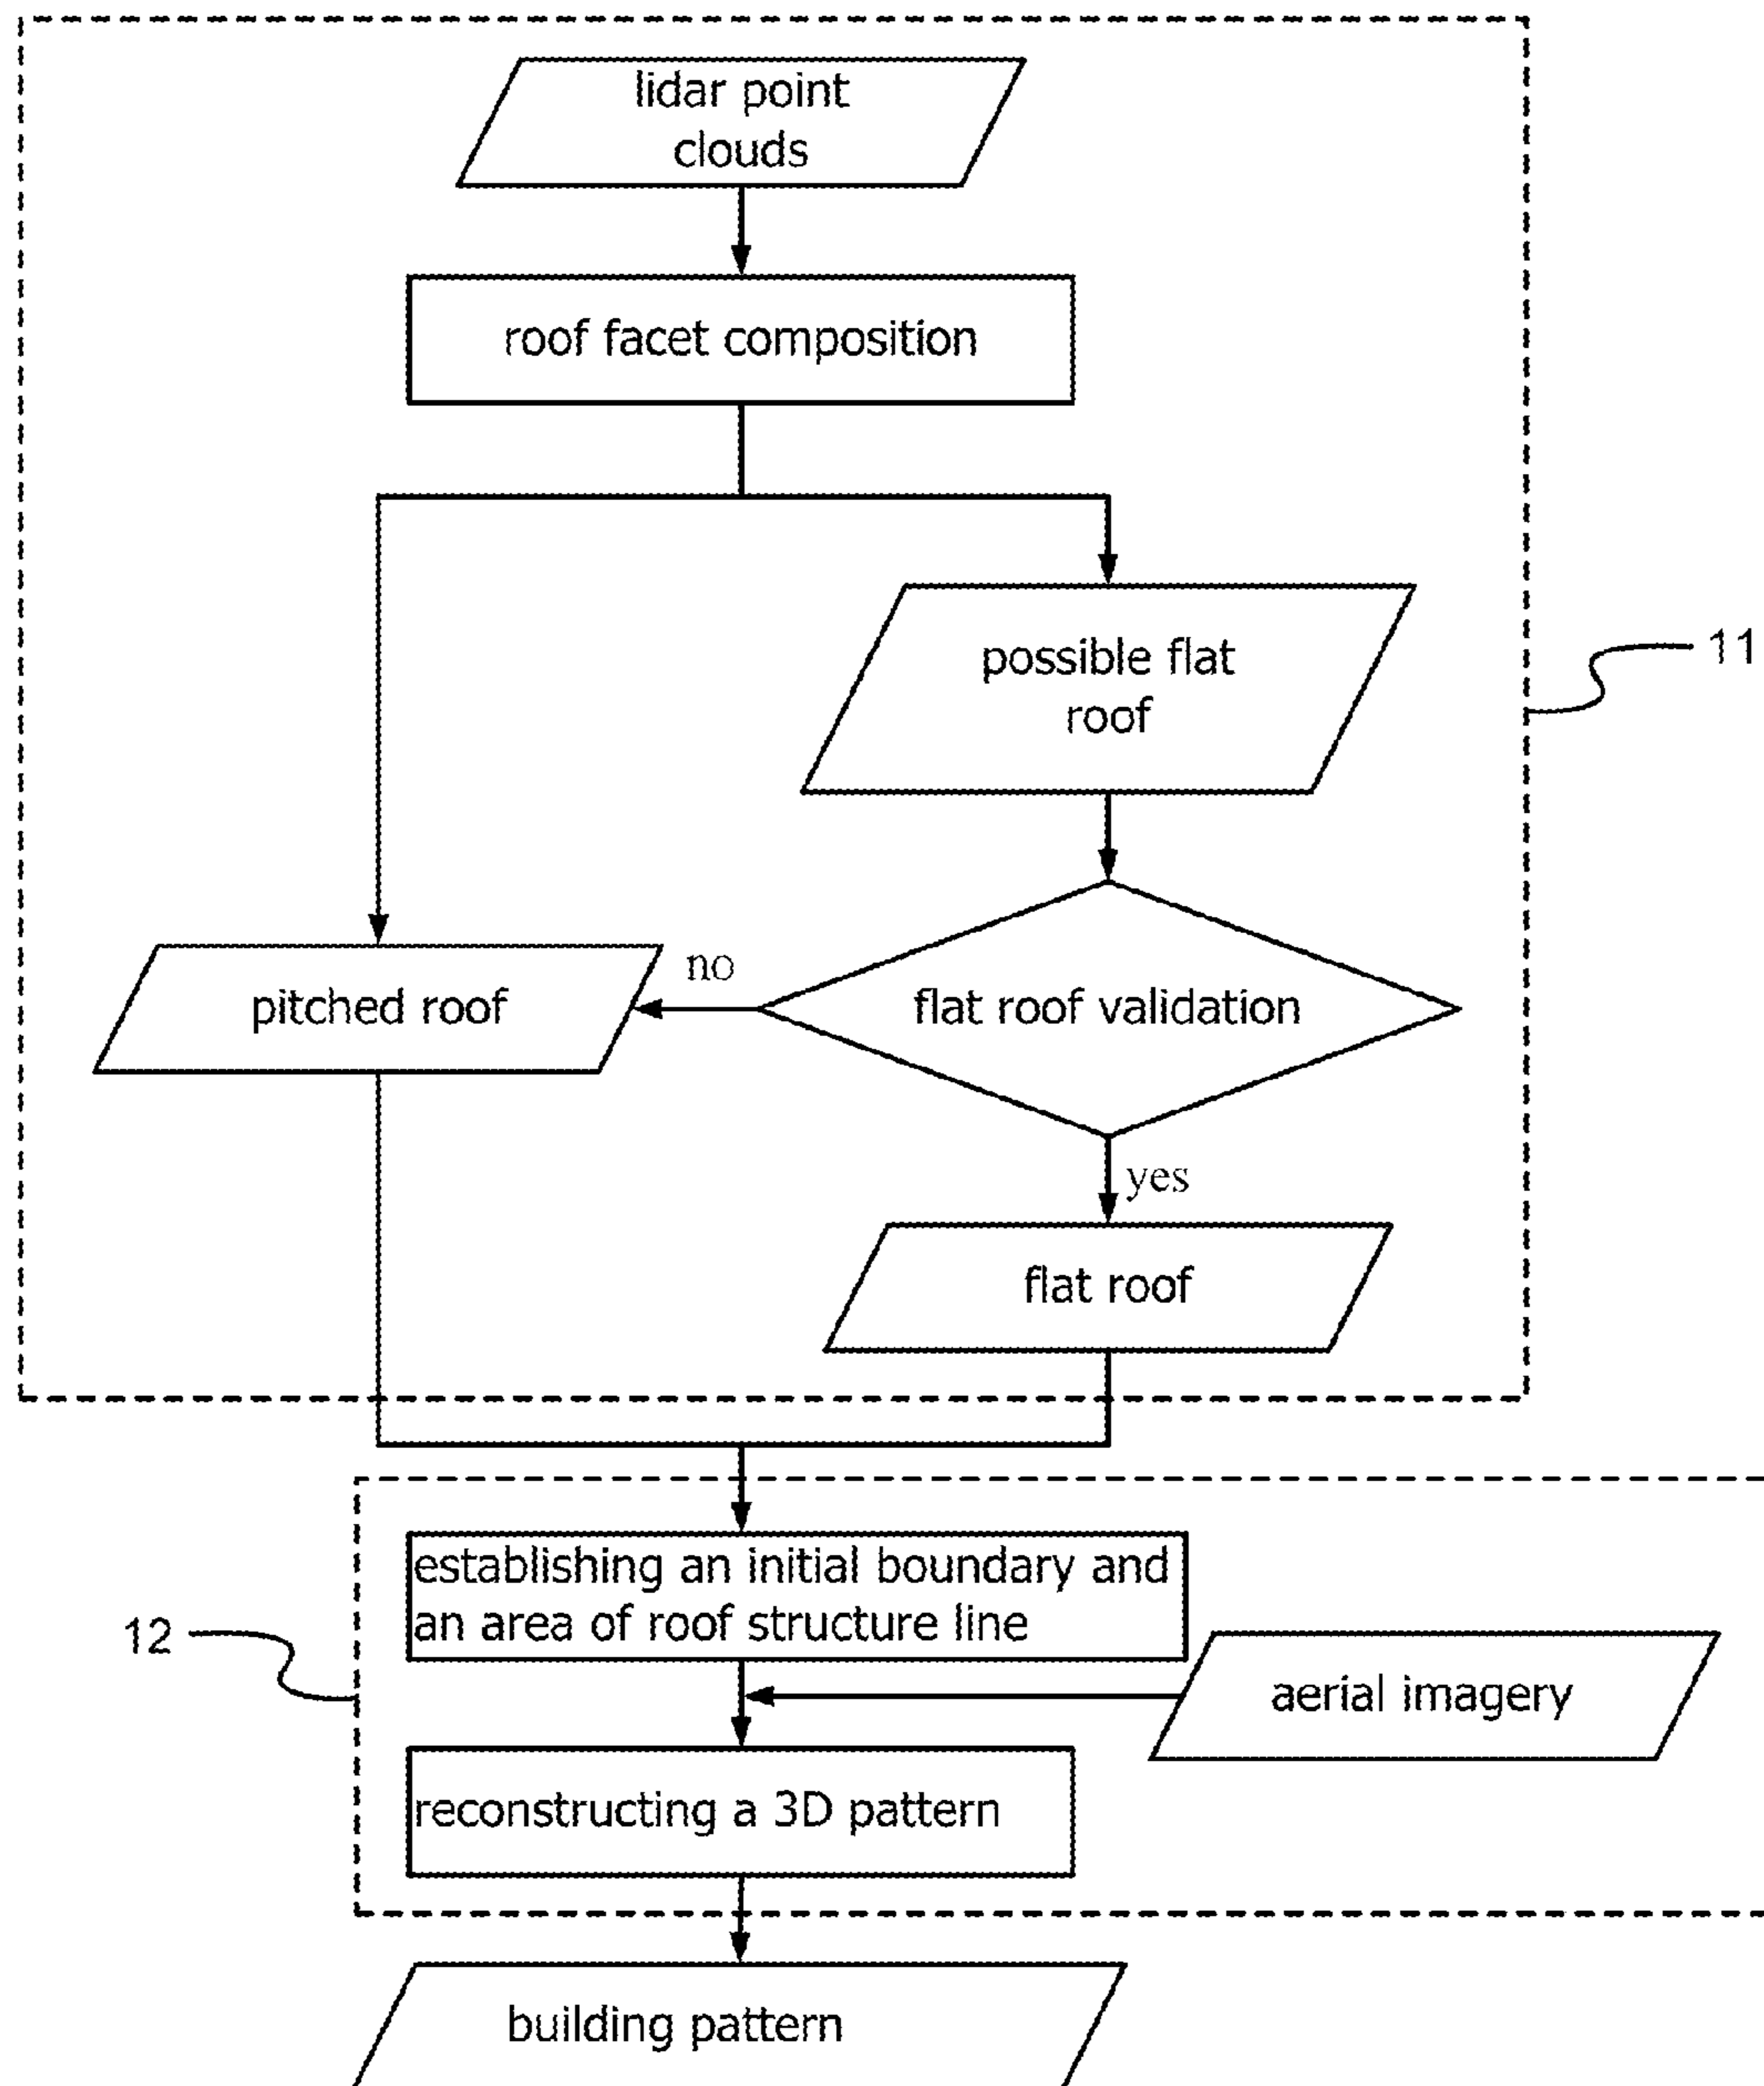 lidar point
clouds
roof facet composition
possible flat
roof
11
pitched roof
no
flat roof validation
yes
flat roof
establishing an initial boundary and
an area of roof structure line
12
aerial imagery
reconstructing a 3D pattern
building pattern